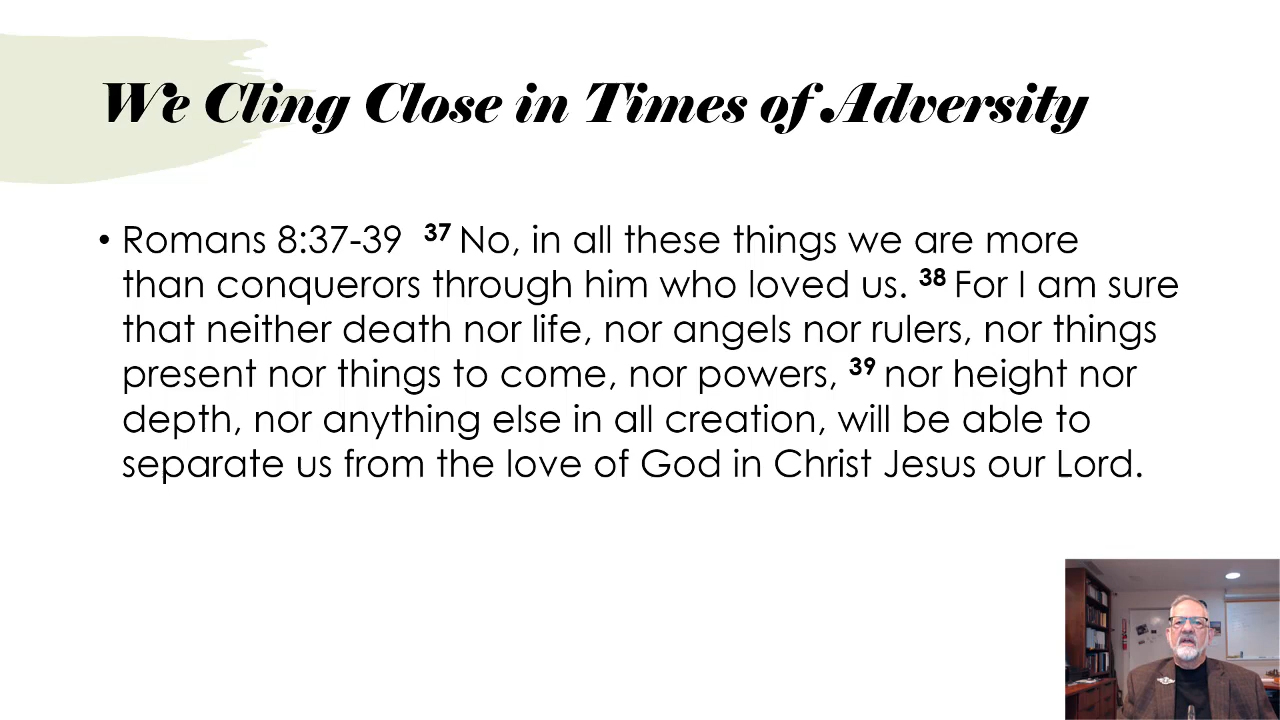 We Cling Close in Times of Adversity
• Romans 8:37-39 37 No, in all these things we are more
than conquerors through him who loved us. 38 For I am sure
that neither death nor life, nor angels nor rulers, nor things
present nor things to come, nor powers, 39 nor height nor
depth, nor anything else in all creation, will be able to
separate us from the love of God in Christ Jesus our Lord.